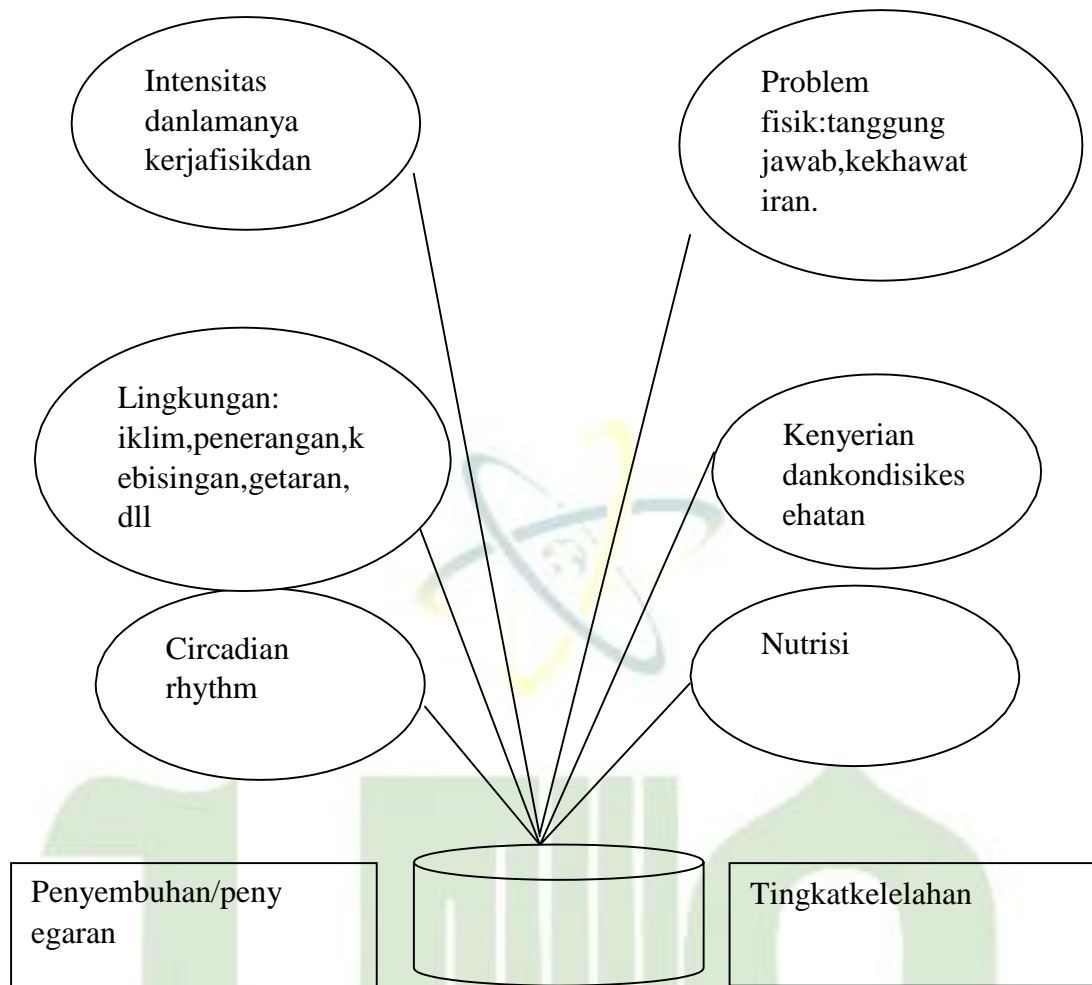 Intensitas
danlamanya
kerjafisikdan
Problem
fisik:tanggung
jawab,kekhawat
iran.
Lingkungan:
iklim,penerangan,k
ebisingan,getaran,
dll
Kenyerian
dankondisikes
ehatan
Circadian
rhythm
Nutrisi
Penyembuhan/peny
egaran
Tingkatkelelahan